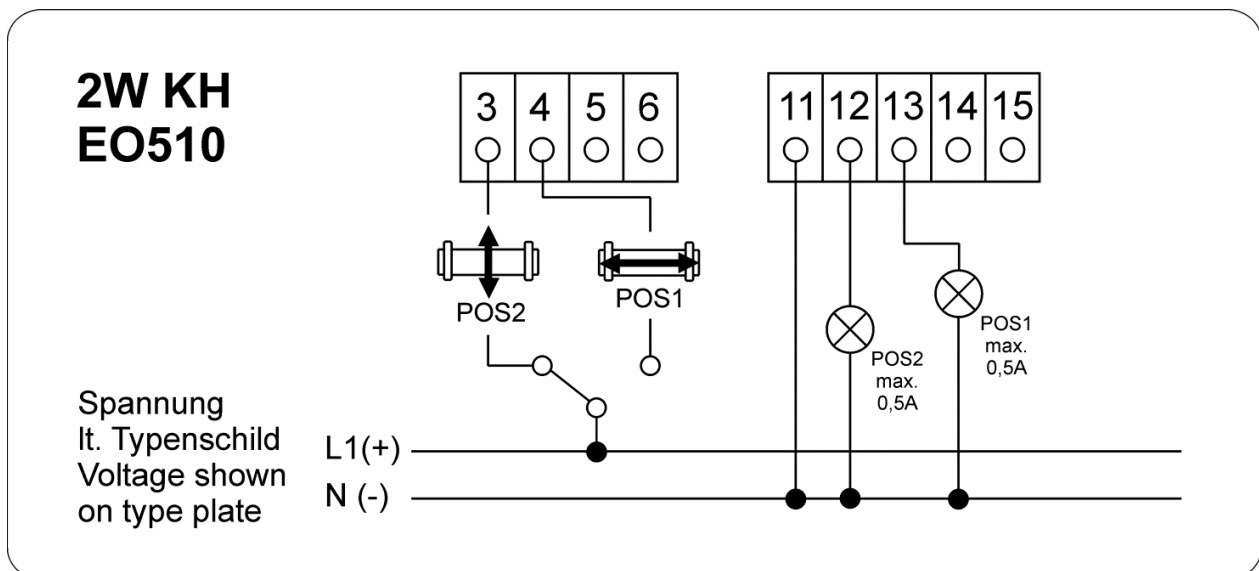 2W KH
EO510
3 4 5 6
11 12 13 14 15
POS2
POS1
POS1
max.
0,5A
POS2
max.
0,5A
Spannung
lt. Typenschild
Voltage shown
on type plate
L1(+)
N (-)